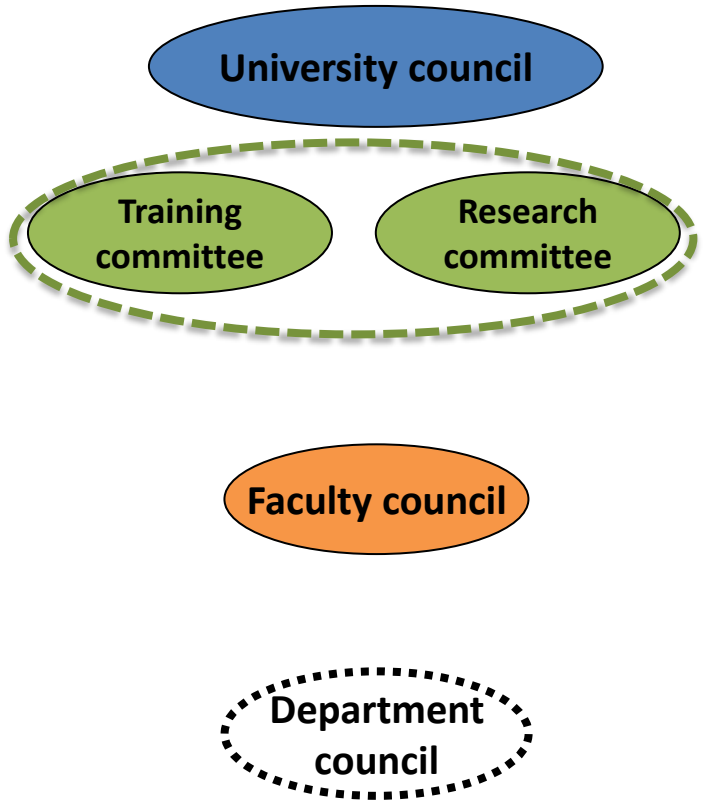 University council
Training
committee
Research
committee
Faculty council
Department
council